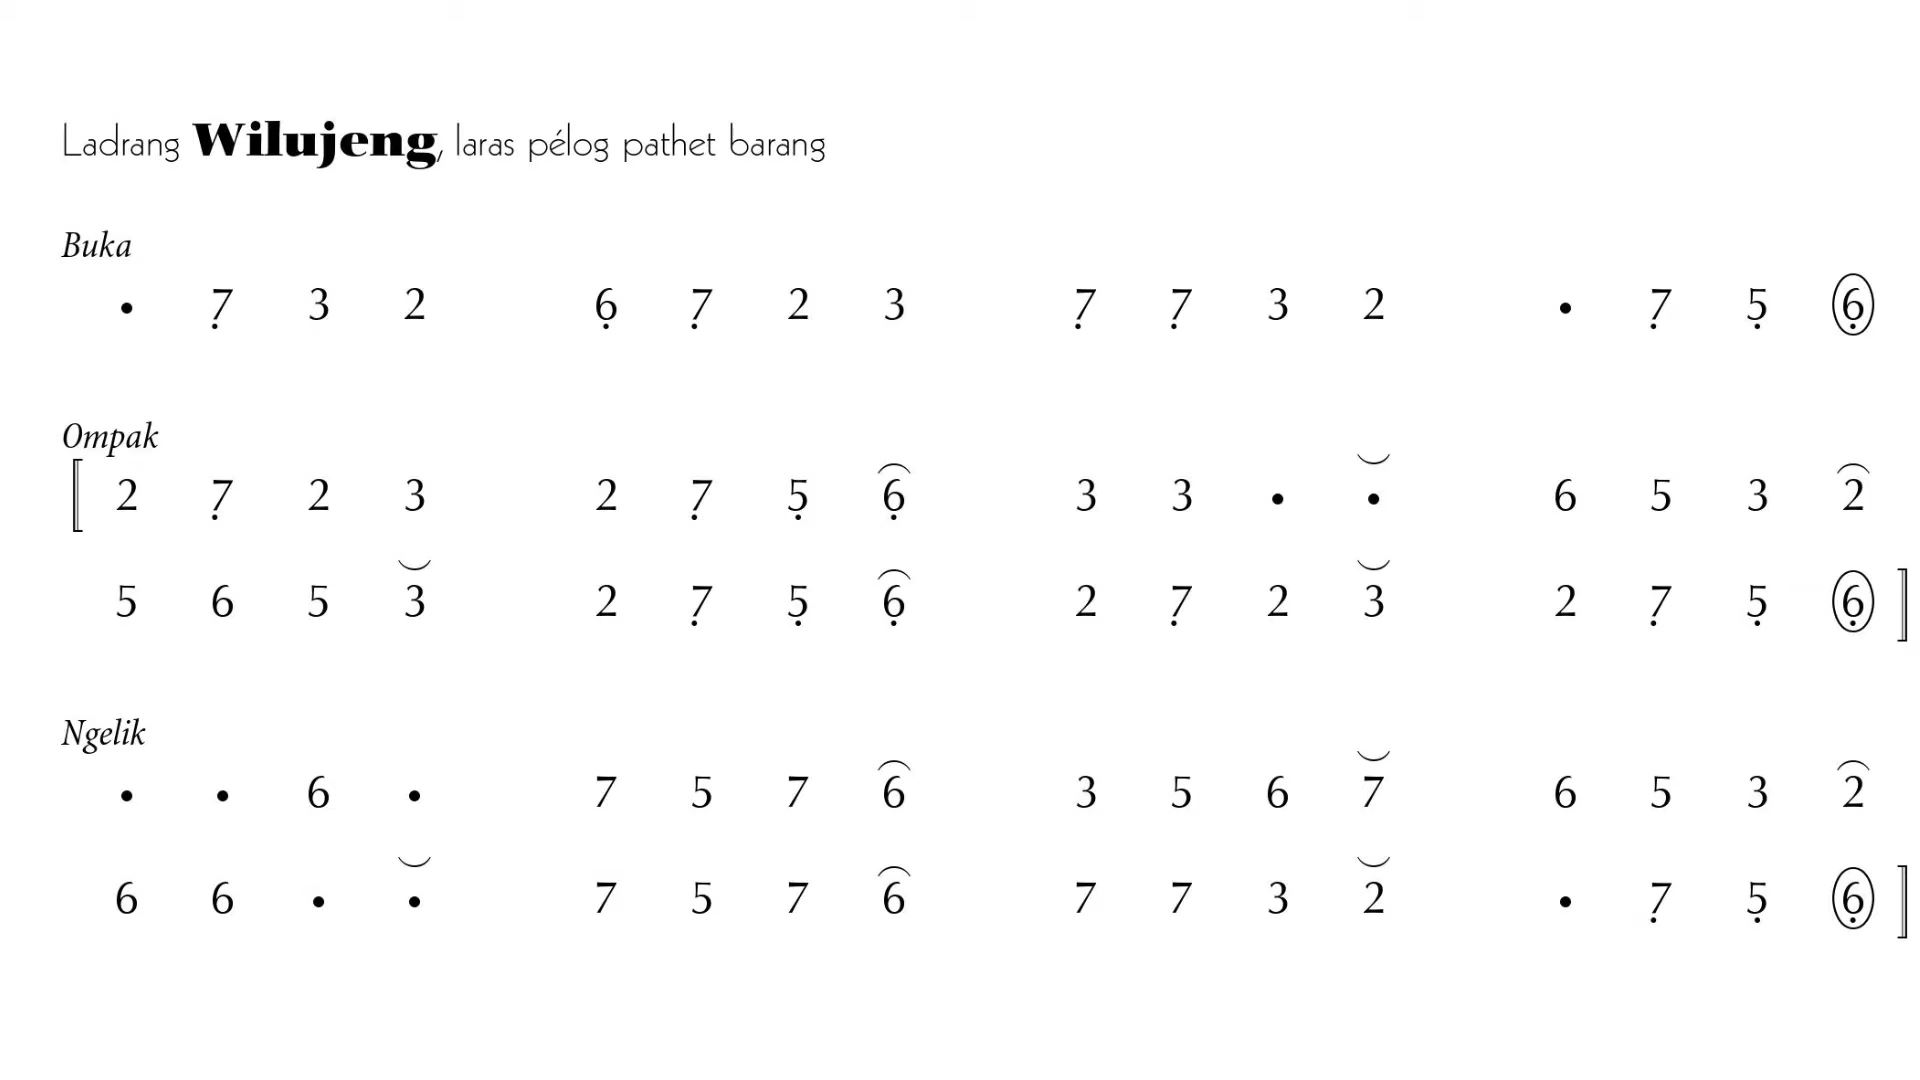 Ladrang Wilujeng, laras pélog pathet barang
Buka
• 7̣ 3 2 6̣ 7̣ 2 3 7̣ 7̣ 3 2 • 7̣ 5̣ 6̣
Ompak
[ 2 7̣ 2 3 2 7̣ 5̣ 6̣ 3 3 • • 6 5 3 2
5 6 5 3 2 7̣ 5̣ 6̣ 2 7̣ 2 3 2 7̣ 5̣ 6̣ ]
Ngelik
• • 6 • 7 5 7 6 3 5 6 7 6 5 3 2
6 6 • • 7 5 7 6 7 7 3 2 • 7̣ 5̣ 6̣ ]